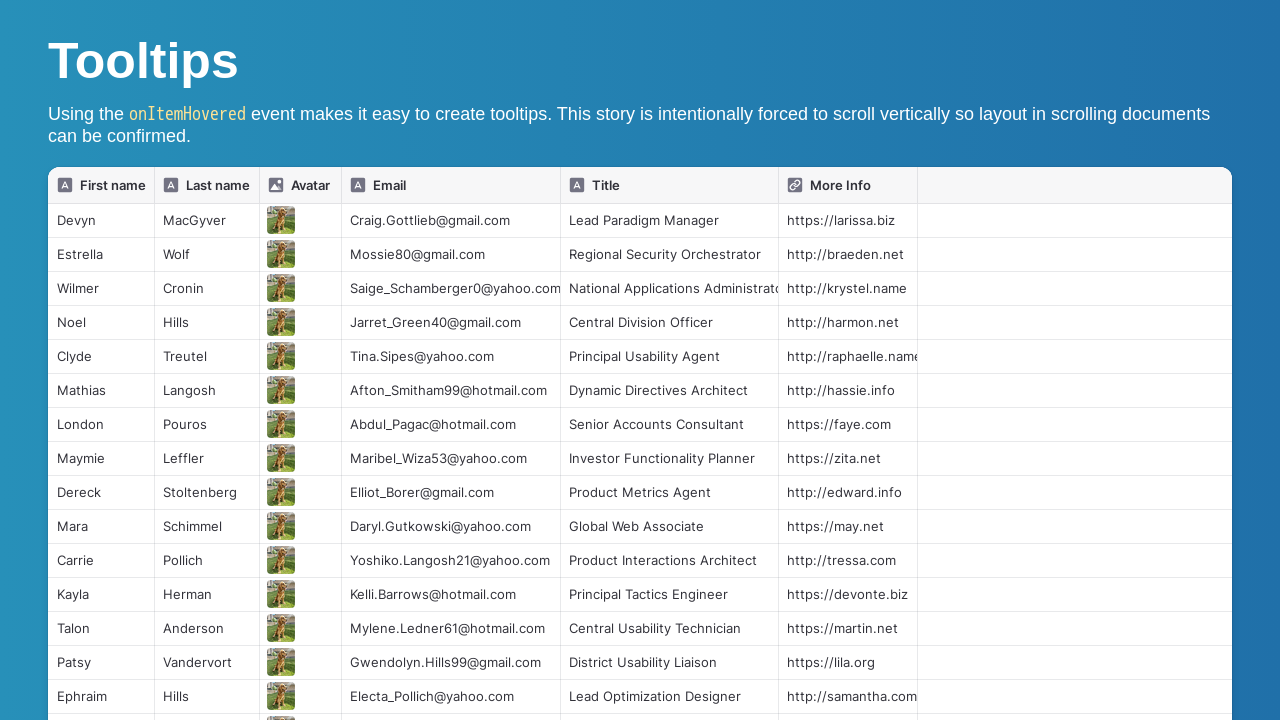 Tooltips
Using the onItemHovered event makes it easy to create tooltips. This story is intentionally forced to scroll vertically so layout in scrolling documents
can be confirmed.
First name Last name Avatar Email Title More Info
Devyn MacGyver Craig.Gottlieb@gmail.com Lead Paradigm Manager https://larissa.biz
Estrella Wolf Mossie80@gmail.com Regional Security Orchestrator http://braeden.net
Wilmer Cronin Saige_Schamberger0@yahoo.com National Applications Administrato http://krystel.name
Noel Hills Jarret_Green40@gmail.com Central Division Officer http://harmon.net
Clyde Treutel Tina.Sipes@yahoo.com Principal Usability Agent http://raphaelle.name
Mathias Langosh Afton_Smitham99@hotmail.com Dynamic Directives Architect http://hassie.info
London Pouros Abdul_Pagac@hotmail.com Senior Accounts Consultant https://faye.com
Maymie Leffler Maribel_Wiza52@yahoo.com Investor Functionality Planner https://zita.net
Dereck Stoltenberg Elliot_Borer@gmail.com Product Metrics Agent http://edward.info
Mara Schimmel Daryl.Gutkowski@yahoo.com Global Web Associate https://may.net
Carrie Pollich Yoshiko.Langosh21@yahoo.com Product Interactions Architect http://tressa.com
Kayla Herman Kelli.Barrows@hotmail.com Principal Tactics Engineer https://devonte.biz
Talon Anderson Central Usability Technician https://martin.net
Patsy Vandervort District Usability Liaison https://lila.org
Ephraim Hills Electa_Pollich@yahoo.com Lead Optimization Designer http://samantha.com